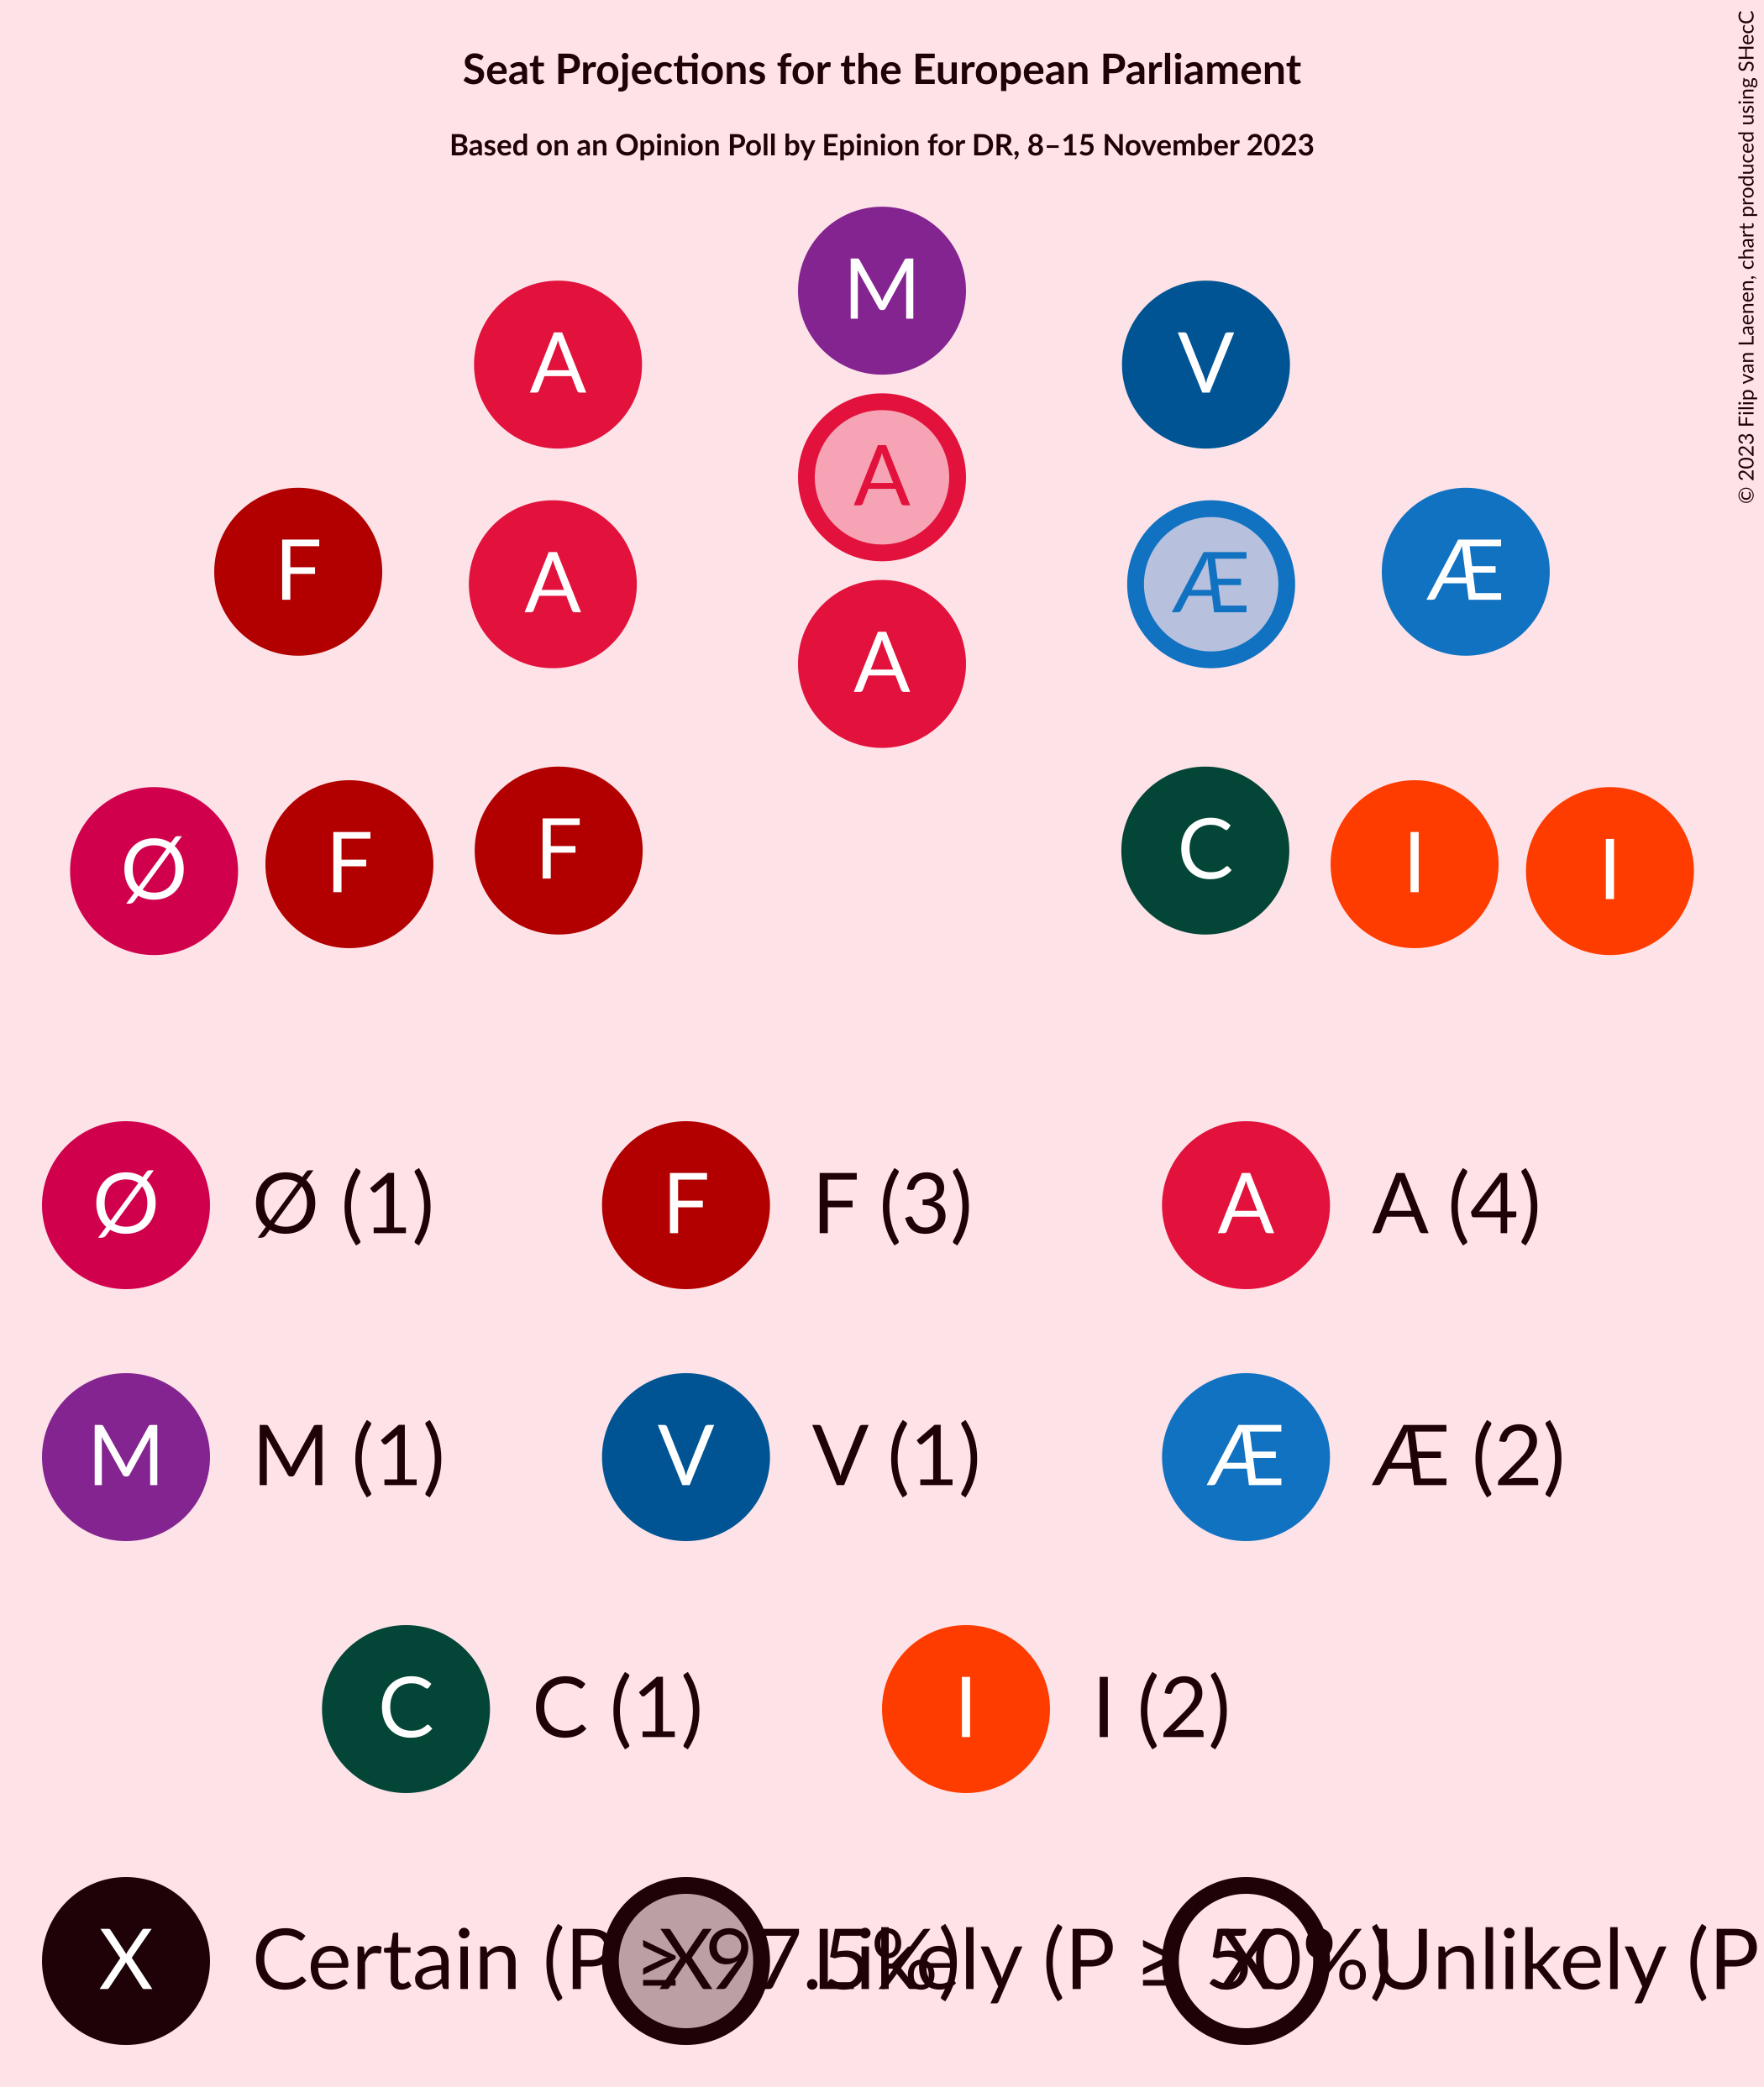 Seat Projections for the European Parliament
Based on an Opinion Poll by Epinion for DR, 8–15 November 2023
© 2023 Filip van Laenen, chart produced using SHecC
M
A
V
A
F
A
Æ
Æ
A
Ø
F
F
C
I
I
Ø Ø (1)
F F (3)
A A (4)
M M (1)
V V (1)
Æ Æ (2)
C C (1)
I I (2)
X Certain (P ≥ 97.5%)
X Likely (P ≥ 50%)
X Unlikely (P